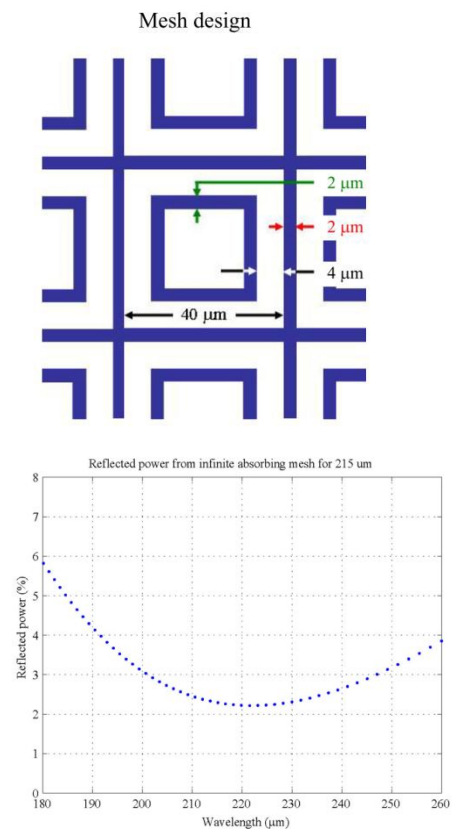 Mesh design
2 μm
2 μm
4 μm
40 μm
Reflected power from infinite absorbing mesh for 215 um
8
7
6
5
4
3
2
1
0
Reflected power (%)
180 190 200 210 220 230 240 250 260
Wavelength (μm)